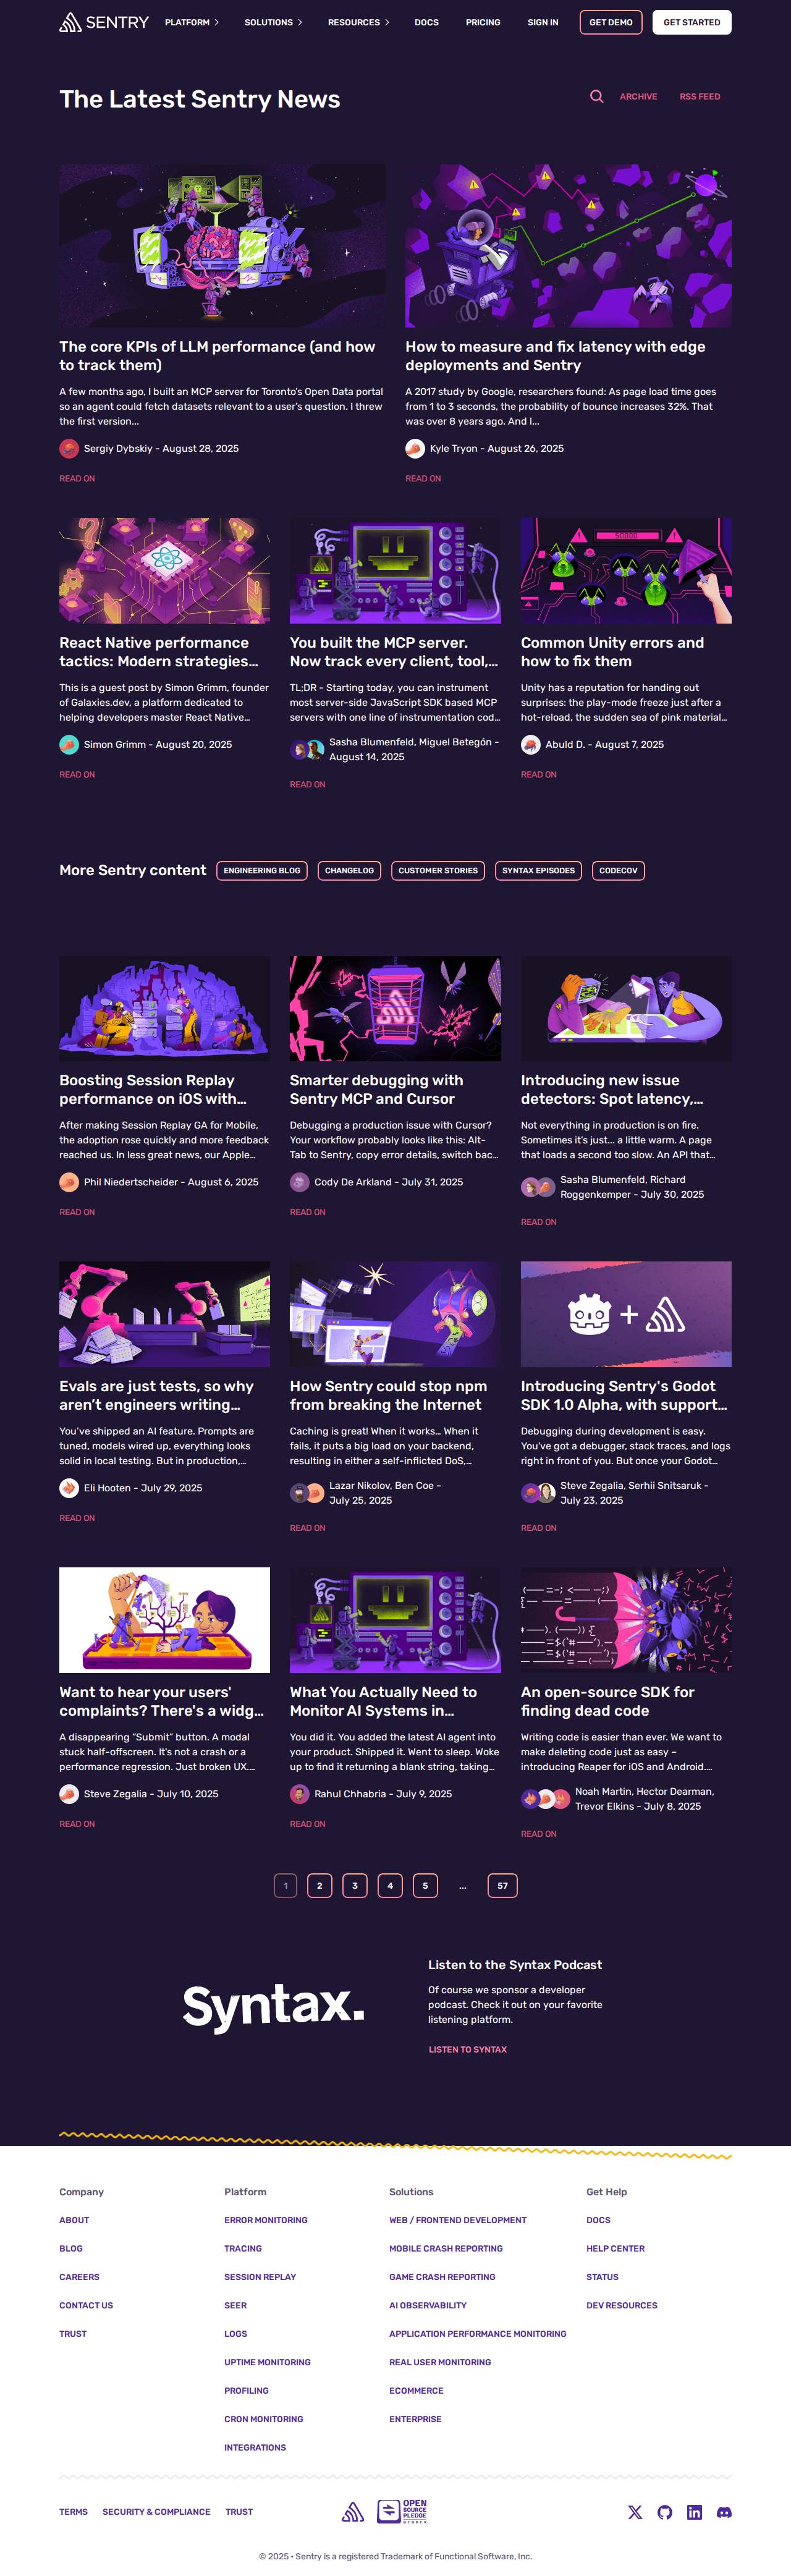 SENTRY
PLATFORM
SOLUTIONS
RESOURCES
DOCS
PRICING
SIGN IN
GET DEMO
GET STARTED
The Latest Sentry News
ARCHIVE
RSS FEED
The core KPIs of LLM performance (and how
to track them)
A few months ago, I built an MCP server for Toronto's Open Data portal
so an agent could fetch datasets relevant to a user's question. I threw
the first version...
Sergiy Dybskiy - August 28, 2025
READ ON
How to measure and fix latency with edge
deployments and Sentry
A 2017 study by Google, researchers found: As page load time goes
from 1 to 3 seconds, the probability of bounce increases 32%. That
was over 8 years ago. And I...
Kyle Tryon - August 26, 2025
READ ON
React Native performance
tactics: Modern strategies...
This is a guest post by Simon Grimm, founder
of Galaxies.dev, a platform dedicated to
helping developers master React Native...
Simon Grimm - August 20, 2025
READ ON
You built the MCP server.
Now track every client, tool,...
TL;DR - Starting today, you can instrument
most server-side JavaScript SDK based MCP
servers with one line of instrumentation cod...
Sasha Blumenfeld, Miguel Betegón -
August 14, 2025
READ ON
Common Unity errors and
how to fix them
Unity has a reputation for handing out
surprises: the play-mode freeze just after a
hot-reload, the sudden sea of pink material...
Abuld D. - August 7, 2025
READ ON
More Sentry content
ENGINEERING BLOG
CHANGELOG
CUSTOMER STORIES
SYNTAX EPISODES
CODECOV
Boosting Session Replay
performance on iOS with...
After making Session Replay GA for Mobile,
the adoption rose quickly and more feedback
reached us. In less great news, our Apple...
Phil Niedertscheider - August 6, 2025
READ ON
Smarter debugging with
Sentry MCP and Cursor
Debugging a production issue with Cursor?
Your workflow probably looks like this: Alt-
Tab to Sentry, copy error details, switch bac...
Cody De Arkland - July 31, 2025
READ ON
Introducing new issue
detectors: Spot latency,...
Not everything in production is on fire.
Sometimes it's just... a little warm. A page
that loads a second too slow. An API that...
Sasha Blumenfeld, Richard
Roggenkemper - July 30, 2025
READ ON
Evals are just tests, so why
aren't engineers writing...
You've shipped an AI feature. Prompts are
tuned, models wired up, everything looks
solid in local testing. But in production,...
Eli Hooten - July 29, 2025
READ ON
How Sentry could stop npm
from breaking the Internet
Caching is great! When it works... When it
fails, it puts a big load on your backend,
resulting in either a self-inflicted DoS,...
Lazar Nikolov, Ben Coe -
July 25, 2025
READ ON
+
Introducing Sentry's Godot
SDK 1.0 Alpha, with support...
Debugging during development is easy.
You've got a debugger, stack traces, and logs
right in front of you. But once your Godot...
Steve Zegalia, Serhii Snitsaruk -
July 23, 2025
READ ON
Want to hear your users'
complaints? There's a widg...
A disappearing "Submit" button. A modal
stuck half-offscreen. It's not a crash or a
performance regression. Just broken UX....
Steve Zegalia - July 10, 2025
READ ON
What You Actually Need to
Monitor AI Systems in...
You did it. You added the latest AI agent into
your product. Shipped it. Went to sleep. Woke
up to find it returning a blank string, taking...
Rahul Chhabria - July 9, 2025
READ ON
An open-source SDK for
finding dead code
Writing code is easier than ever. We want to
make deleting code just as easy –
introducing Reaper for iOS and Android....
Noah Martin, Hector Dearman,
Trevor Elkins - July 8, 2025
READ ON
1
2
3
4
5
...
57
Syntax.
Listen to the Syntax Podcast
Of course we sponsor a developer
podcast. Check it out on your favorite
listening platform.
LISTEN TO SYNTAX
Company
ABOUT
BLOG
CAREERS
CONTACT US
TRUST
Platform
ERROR MONITORING
TRACING
SESSION REPLAY
SEER
LOGS
UPTIME MONITORING
PROFILING
CRON MONITORING
INTEGRATIONS
Solutions
WEB / FRONTEND DEVELOPMENT
MOBILE CRASH REPORTING
GAME CRASH REPORTING
AI OBSERVABILITY
APPLICATION PERFORMANCE MONITORING
REAL USER MONITORING
ECOMMERCE
ENTERPRISE
Get Help
DOCS
HELP CENTER
STATUS
DEV RESOURCES
TERMS
SECURITY & COMPLIANCE
TRUST
OPEN
SOURCE
PLEDGE
MEMBER
© 2025 • Sentry is a registered Trademark of Functional Software, Inc.